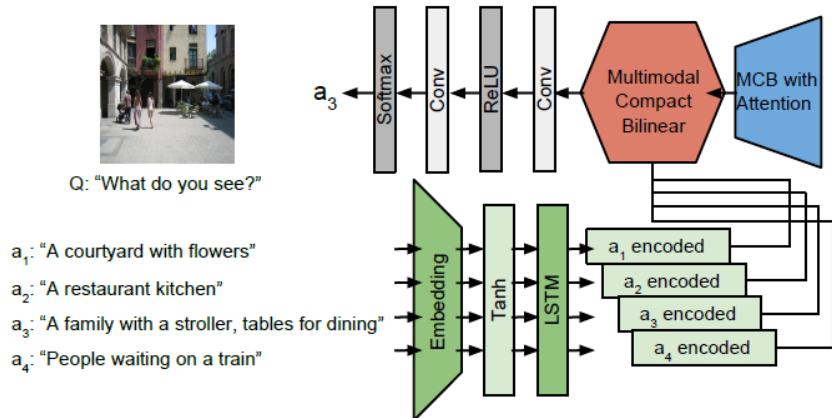 Softmax
Conv
ReLU
Conv
Multimodal
Compact
Bilinear
MCB with
Attention
a₃
Q: “What do you see?”
a₁: “A courtyard with flowers”
a₂: “A restaurant kitchen”
a₃: “A family with a stroller, tables for dining”
a₄: “People waiting on a train”
Embedding
Tanh
LSTM
a₁ encoded
a₂ encoded
a₃ encoded
a₄ encoded